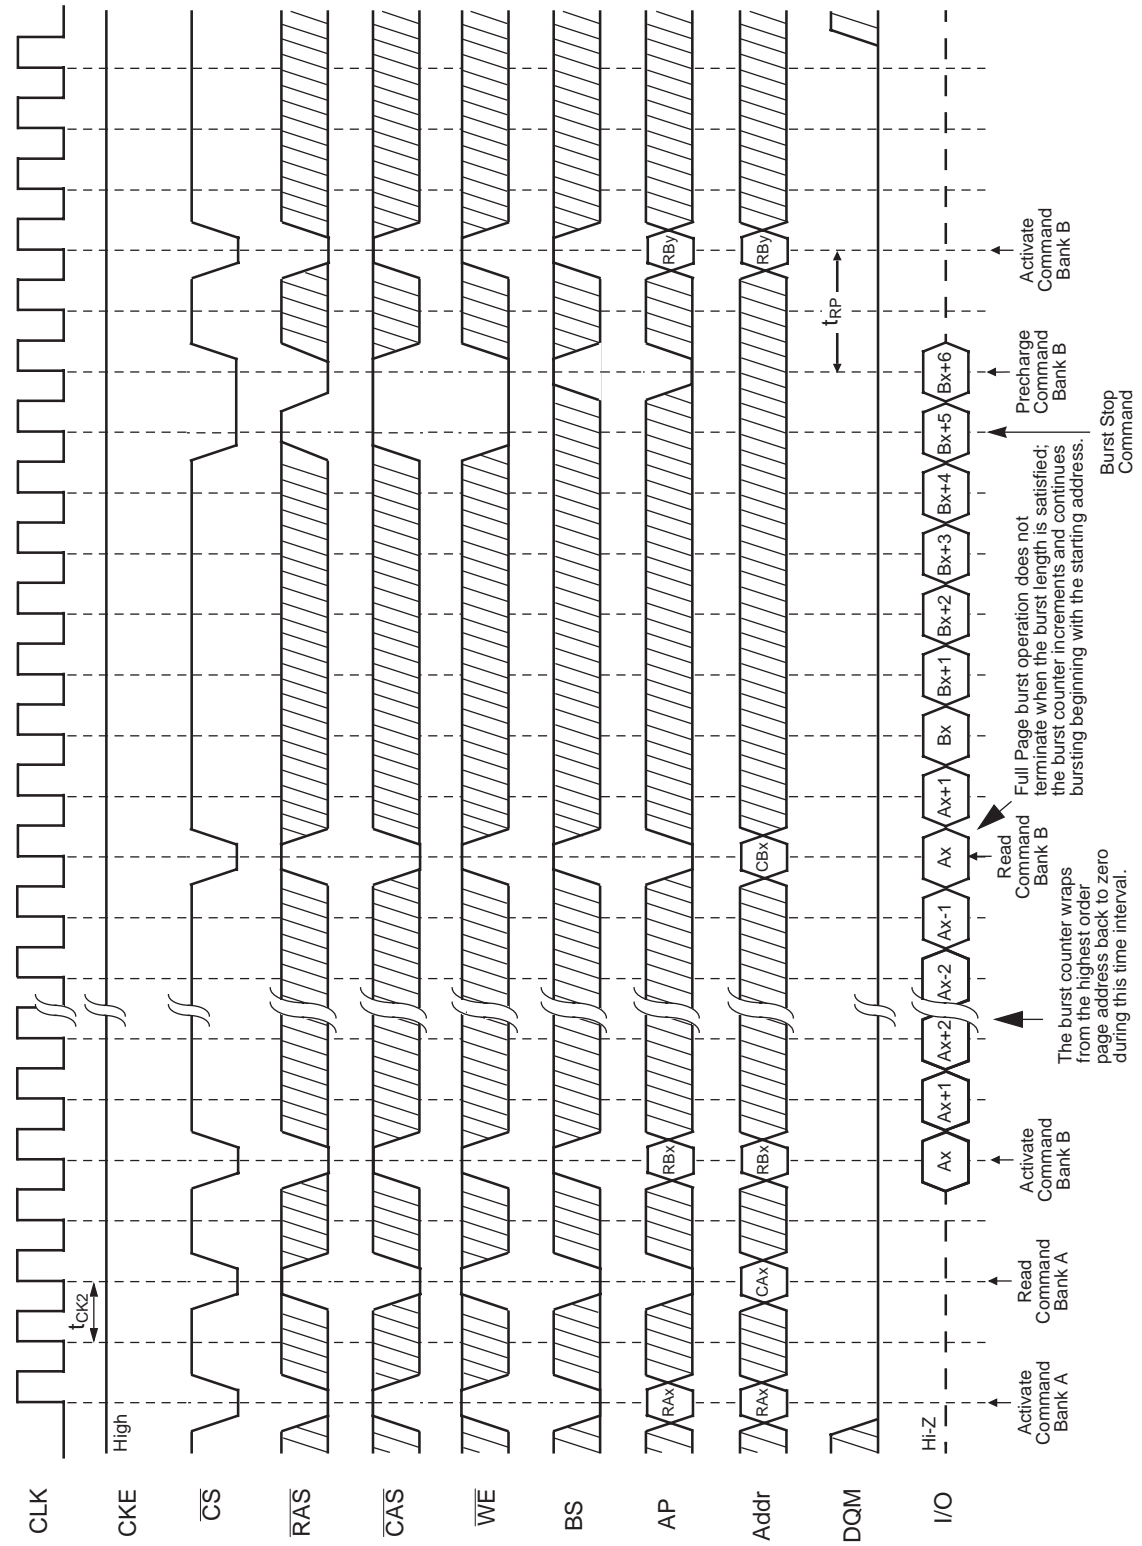 CLK
tCK2
CKE
High
CS
RAS
CAS
WE
BS
AP
RAx
RBx
RBy
Addr
RAx
CAx
RBx
CBx
RBy
DQM
tRP
I/O
Hi-Z
Ax
Ax+1
Ax+2
Ax-2
Ax-1
Ax
Ax+1
Bx
Bx+1
Bx+2
Bx+3
Bx+4
Bx+5
Bx+6
Activate
Command
Bank A
Read
Command
Bank A
Activate
Command
Bank B
The burst counter wraps
from the highest order
page address back to zero
during this time interval.
Read
Command
Bank B
Full Page burst operation does not
terminate when the burst length is satisfied;
the burst counter increments and continues
bursting beginning with the starting address.
Burst Stop
Command
Precharge
Command
Bank B
Activate
Command
Bank B